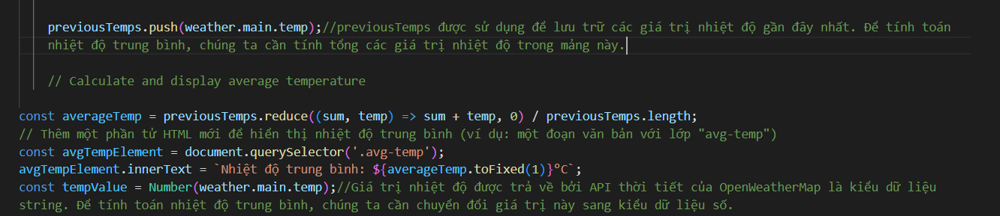 previousTemps.push(weather.main.temp);//previousTemps được sử dụng để lưu trữ các giá trị nhiệt độ gần đây nhất. Để tính toán
nhiệt độ trung bình, chúng ta cần tính tổng các giá trị nhiệt độ trong mảng này.
// Calculate and display average temperature
const averageTemp = previousTemps.reduce((sum, temp) => sum + temp, 0) / previousTemps.length;
// Thêm một phần tử HTML mới để hiển thị nhiệt độ trung bình (ví dụ: một đoạn văn bản với lớp "avg-temp")
const avgTempElement = document.querySelector('.avg-temp');
avgTempElement.innerText = `Nhiệt độ trung bình: ${averageTemp.toFixed(1)}°C`;
const tempValue = Number(weather.main.temp);//Giá trị nhiệt độ được trả về bởi API thời tiết của OpenWeatherMap là kiểu dữ liệu
string. Để tính toán nhiệt độ trung bình, chúng ta cần chuyển đổi giá trị này sang kiểu dữ liệu số.